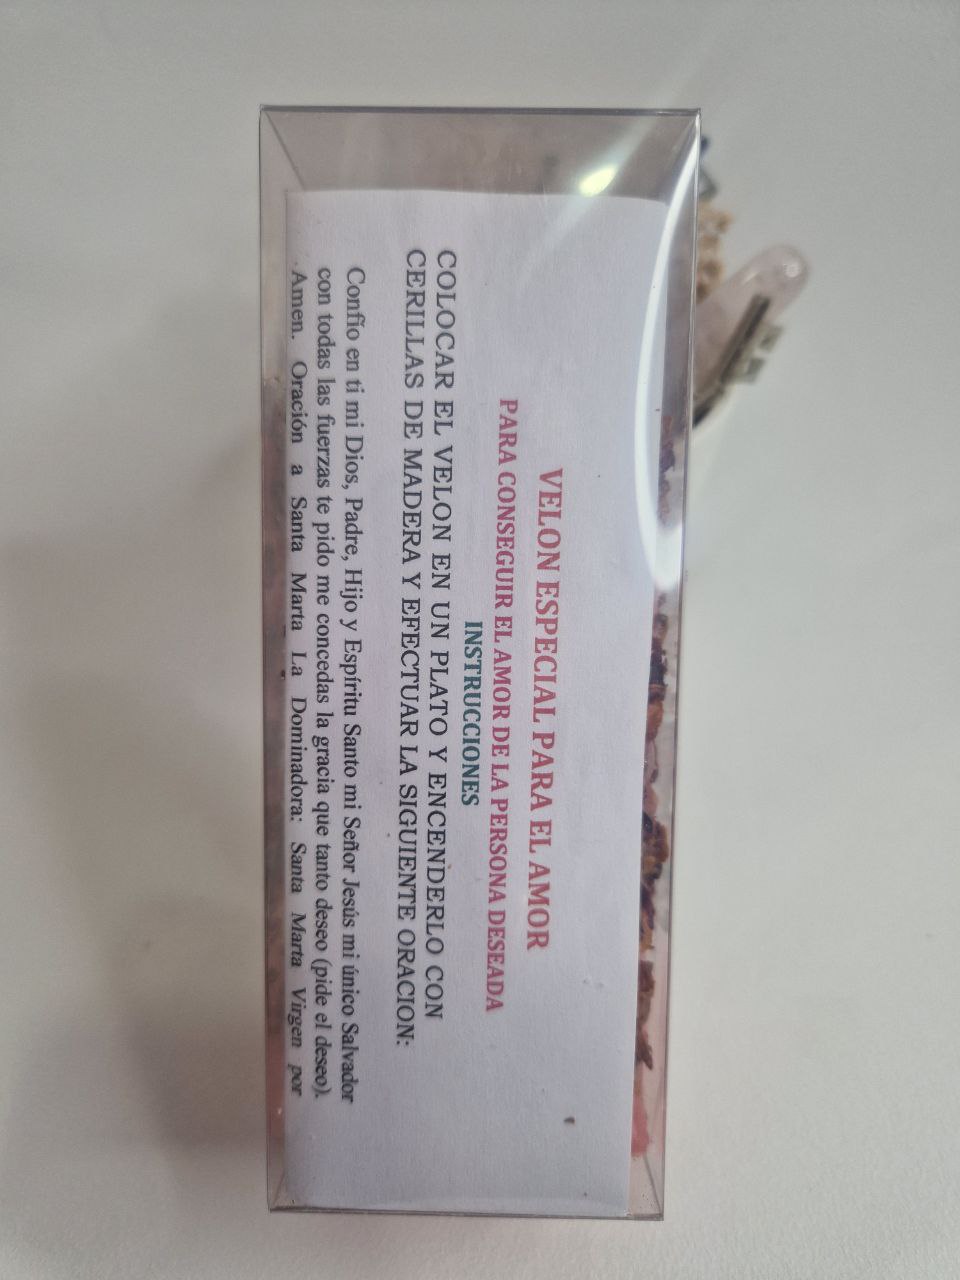 VELON ESPECIAL PARA EL AMOR
PARA CONSEGUIR EL AMOR DE LA PERSONA DESEADA
INSTRUCCIONES
COLOCAR EL VELON EN UN PLATO Y ENCENDERLO CON
CERILLAS DE MADERA Y EFECTUAR LA SIGUIENTE ORACION:
Confío en ti mi Dios, Padre, Hijo y Espíritu Santo mi Señor Jesús mi único Salvador
con todas las fuerzas te pido me concedas la gracia que tanto deseo (pide el deseo).
Amen. Oración a Santa Marta La Dominadora: Santa Marta Virgen por